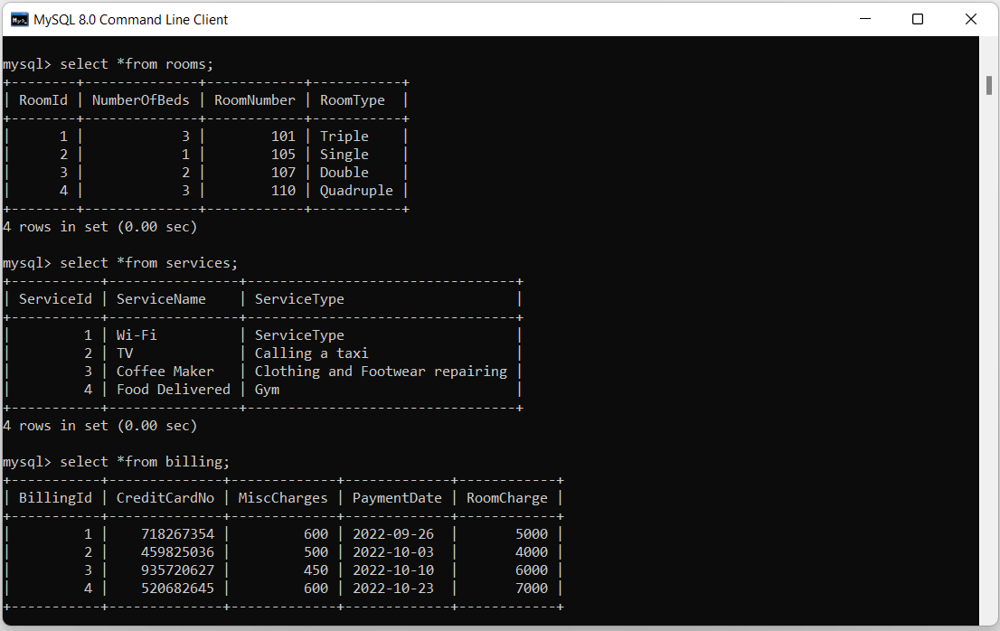 MySQL 8.0 Command Line Client
mysql> select *from rooms;
+--------+--------------+------------+-----------+
| RoomId | NumberOfBeds | RoomNumber | RoomType  |
+--------+--------------+------------+-----------+
|      1 |            3 |        101 | Triple    |
|      2 |            1 |        105 | Single    |
|      3 |            2 |        107 | Double    |
|      4 |            3 |        110 | Quadruple |
+--------+--------------+------------+-----------+
4 rows in set (0.00 sec)
mysql> select *from services;
+-----------+----------------+---------------------------------+
| ServiceId | ServiceName    | ServiceType                     |
+-----------+----------------+---------------------------------+
|         1 | Wi-Fi          | ServiceType                     |
|         2 | TV             | Calling a taxi                  |
|         3 | Coffee Maker   | Clothing and Footwear repairing |
|         4 | Food Delivered | Gym                             |
+-----------+----------------+---------------------------------+
4 rows in set (0.00 sec)
mysql> select *from billing;
+-----------+--------------+-------------+-------------+------------+
| BillingId | CreditCardNo | MiscCharges | PaymentDate | RoomCharge |
+-----------+--------------+-------------+-------------+------------+
|         1 |    718267354 |         600 | 2022-09-26  |       5000 |
|         2 |    459825036 |         500 | 2022-10-03  |       4000 |
|         3 |    935720627 |         450 | 2022-10-10  |       6000 |
|         4 |    520682645 |         600 | 2022-10-23  |       7000 |
+-----------+--------------+-------------+-------------+------------+